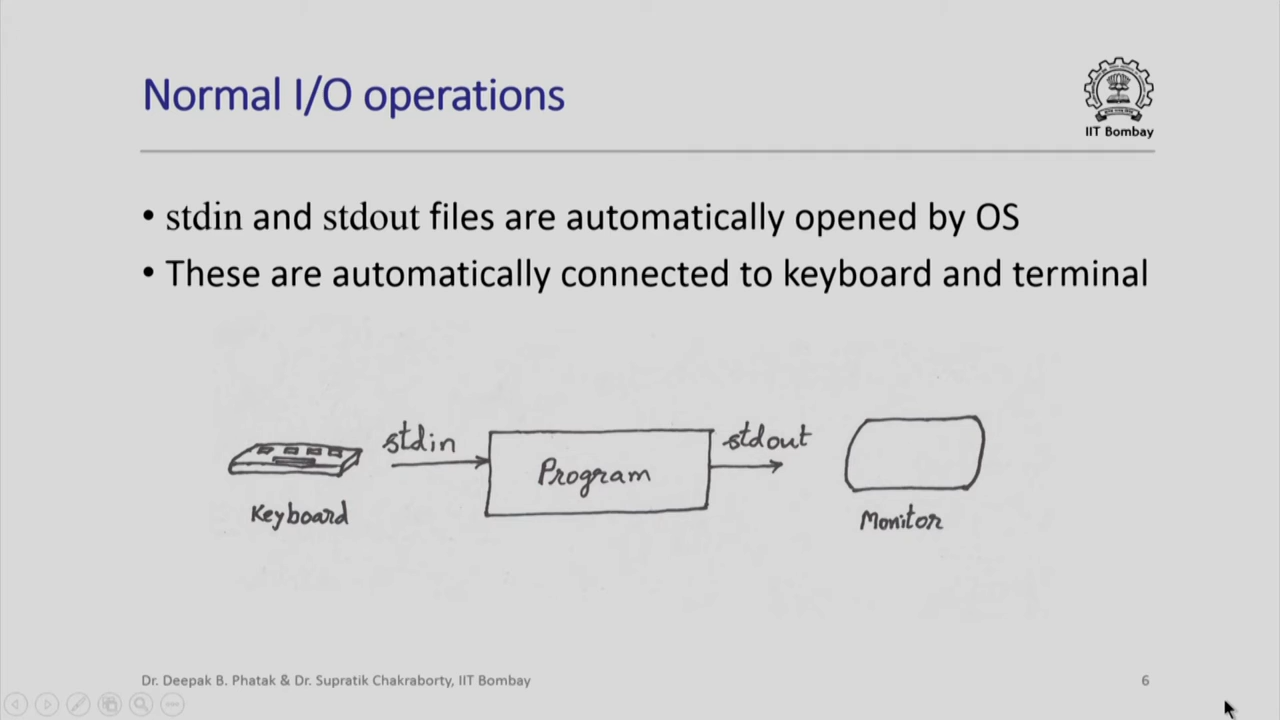 Normal I/O operations
IIT Bombay
• stdin and stdout files are automatically opened by OS
• These are automatically connected to keyboard and terminal
stdin
stdout
Program
Keyboard
Monitor
Dr. Deepak B. Phatak & Dr. Supratik Chakraborty, IIT Bombay
6